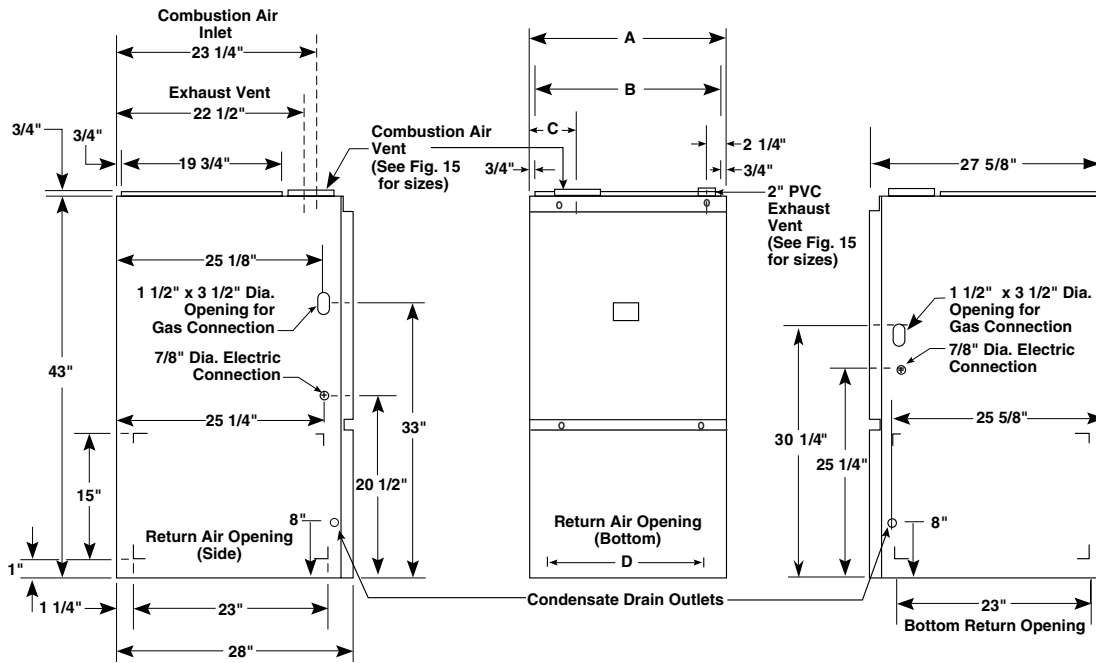 Combustion Air
Inlet
23 1/4"
Exhaust Vent
22 1/2"
3/4"
3/4"
19 3/4"
Combustion Air
Vent
(See Fig. 15
for sizes)
25 1/8"
1 1/2" x 3 1/2" Dia.
Opening for
Gas Connection
7/8" Dia. Electric
Connection
43"
25 1/4"
33"
20 1/2"
15"
8"
Return Air Opening
(Side)
1"
1 1/4"
23"
28"
A
B
C
2 1/4"
3/4"
3/4"
2" PVC
Exhaust
Vent
(See Fig. 15
for sizes)
Return Air Opening
(Bottom)
D
Condensate Drain Outlets
27 5/8"
1 1/2" x 3 1/2" Dia.
Opening for
Gas Connection
7/8" Dia. Electric
Connection
25 5/8"
30 1/4"
25 1/4"
8"
23"
Bottom Return Opening